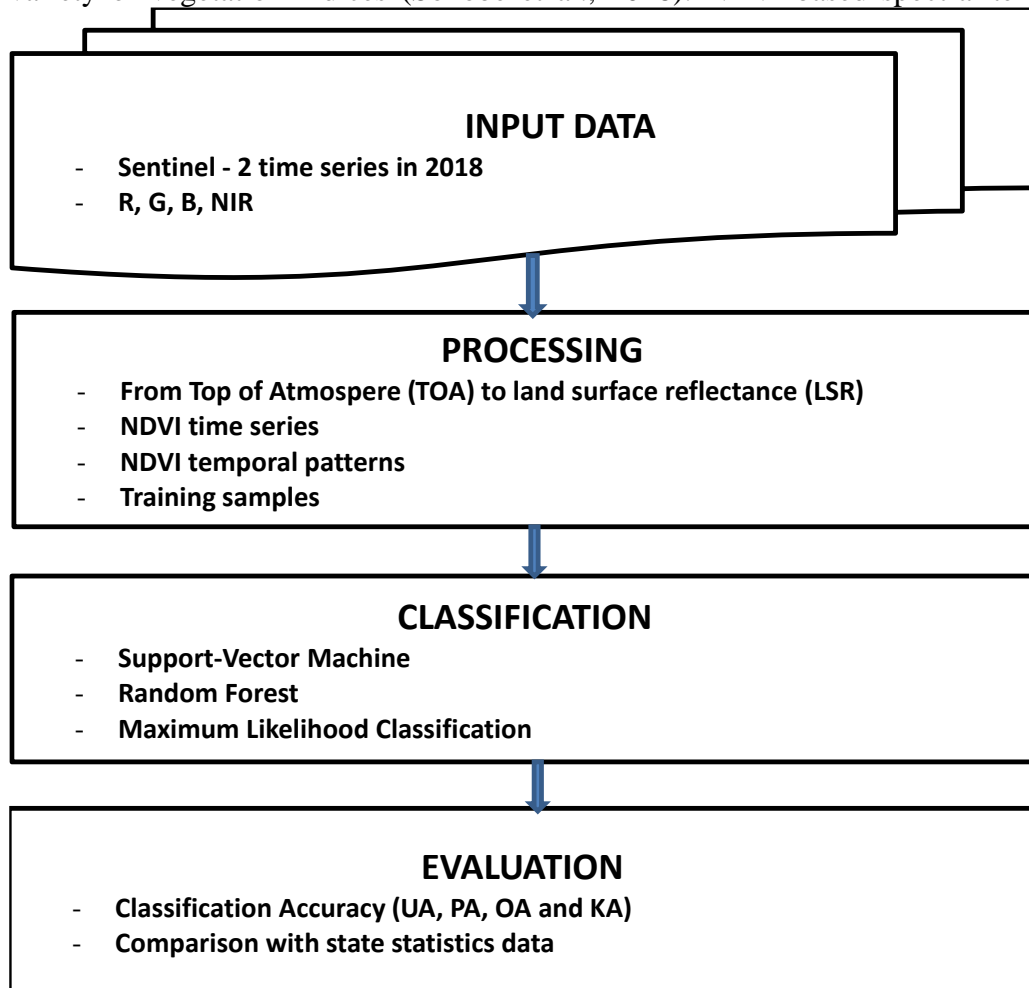 INPUT DATA
- Sentinel - 2 time series in 2018
- R, G, B, NIR
PROCESSING
- From Top of Atmospere (TOA) to land surface reflectance (LSR)
- NDVI time series
- NDVI temporal patterns
- Training samples
CLASSIFICATION
- Support-Vector Machine
- Random Forest
- Maximum Likelihood Classification
EVALUATION
- Classification Accuracy (UA, PA, OA and KA)
- Comparison with state statistics data